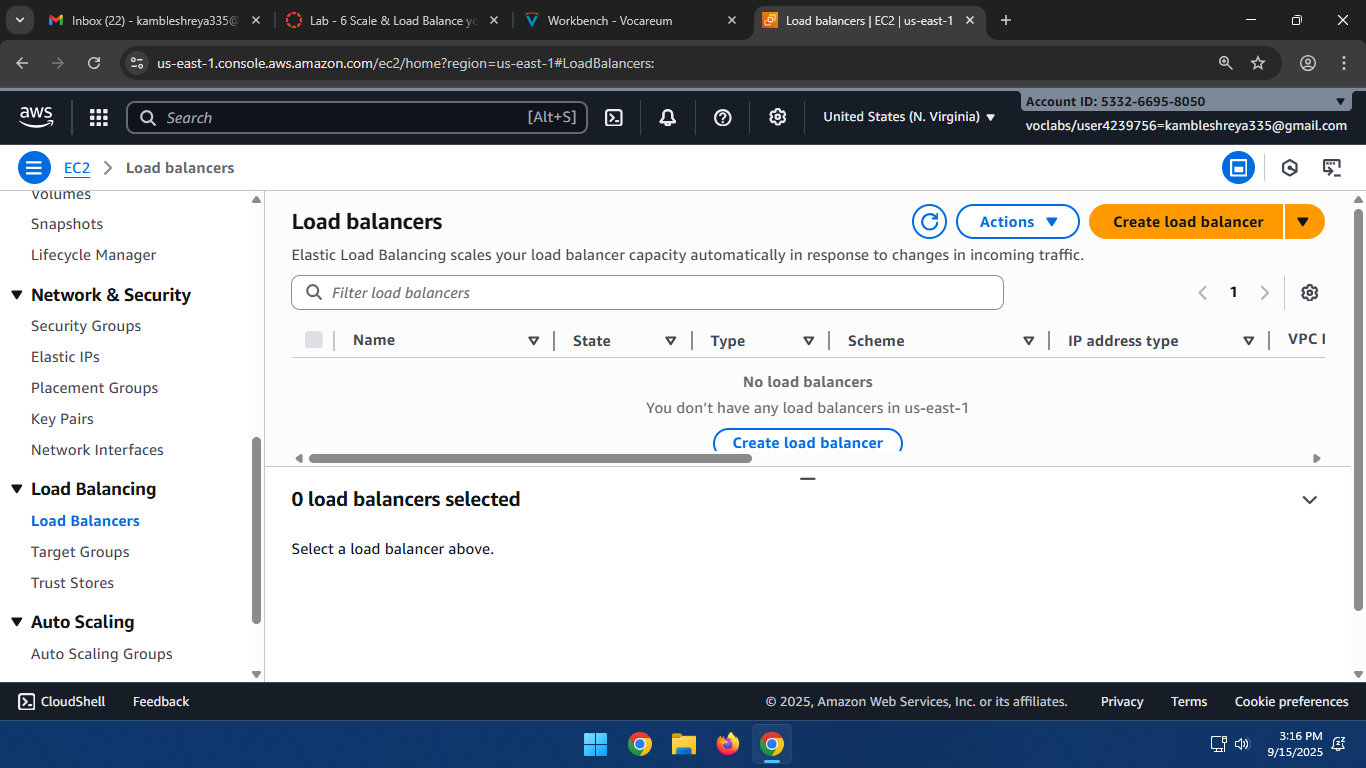 Inbox (22) - kambleshreya335@
Lab - 6 Scale & Load Balance yo
Workbench - Vocareum
Load balancers | EC2 | us-east-1
us-east-1.console.aws.amazon.com/ec2/home?region=us-east-1#LoadBalancers:
aws
Search
[Alt+S]
United States (N. Virginia)
Account ID: 5332-6695-8050
voclabs/user4239756=kambleshreya335@gmail.com
EC2
Load balancers
Volumes
Snapshots
Lifecycle Manager
Network & Security
Security Groups
Elastic IPs
Placement Groups
Key Pairs
Network Interfaces
Load Balancing
Load Balancers
Target Groups
Trust Stores
Auto Scaling
Auto Scaling Groups
Load balancers
Actions
Create load balancer
Elastic Load Balancing scales your load balancer capacity automatically in response to changes in incoming traffic.
Filter load balancers
1
Name
State
Type
Scheme
IP address type
VPC I
No load balancers
You don't have any load balancers in us-east-1
Create load balancer
0 load balancers selected
Select a load balancer above.
CloudShell
Feedback
© 2025, Amazon Web Services, Inc. or its affiliates.
Privacy
Terms
Cookie preferences
3:16 PM
9/15/2025